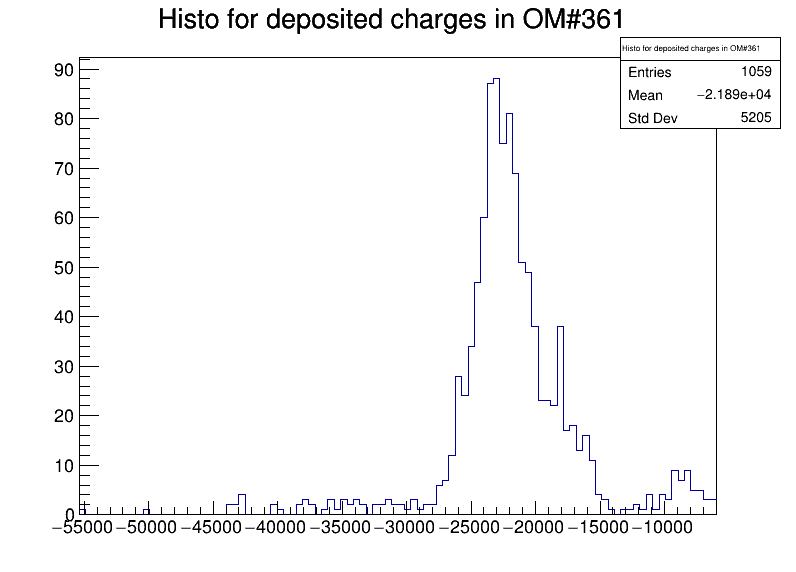 Histo for deposited charges in OM#361
Histo for deposited charges in OM#361
Entries 1059
Mean −2.189e+04
Std Dev 5205
90
80
70
60
50
40
30
20
10
0
−55000 −50000 −45000 −40000 −35000 −30000 −25000 −20000 −15000 −10000